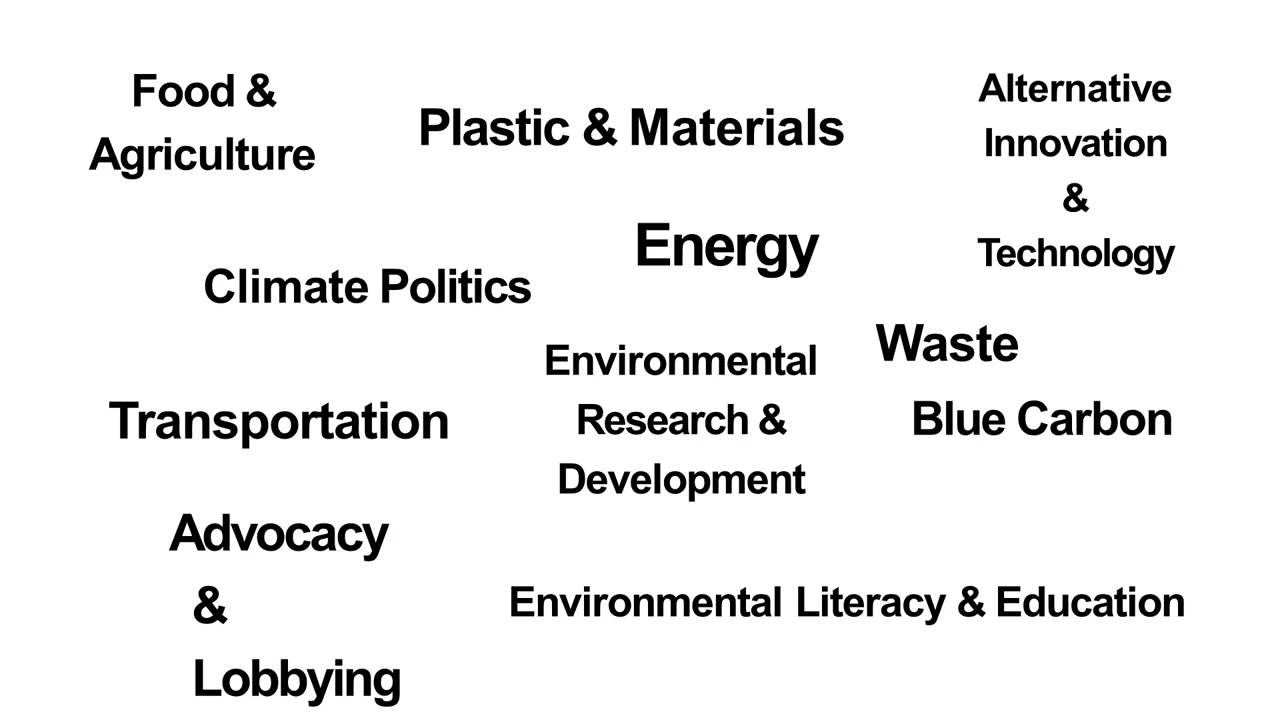 Food &
Agriculture
Plastic & Materials
Alternative
Innovation
&
Technology
Energy
Climate Politics
Waste
Environmental
Research &
Development
Transportation
Blue Carbon
Advocacy
&
Lobbying
Environmental Literacy & Education